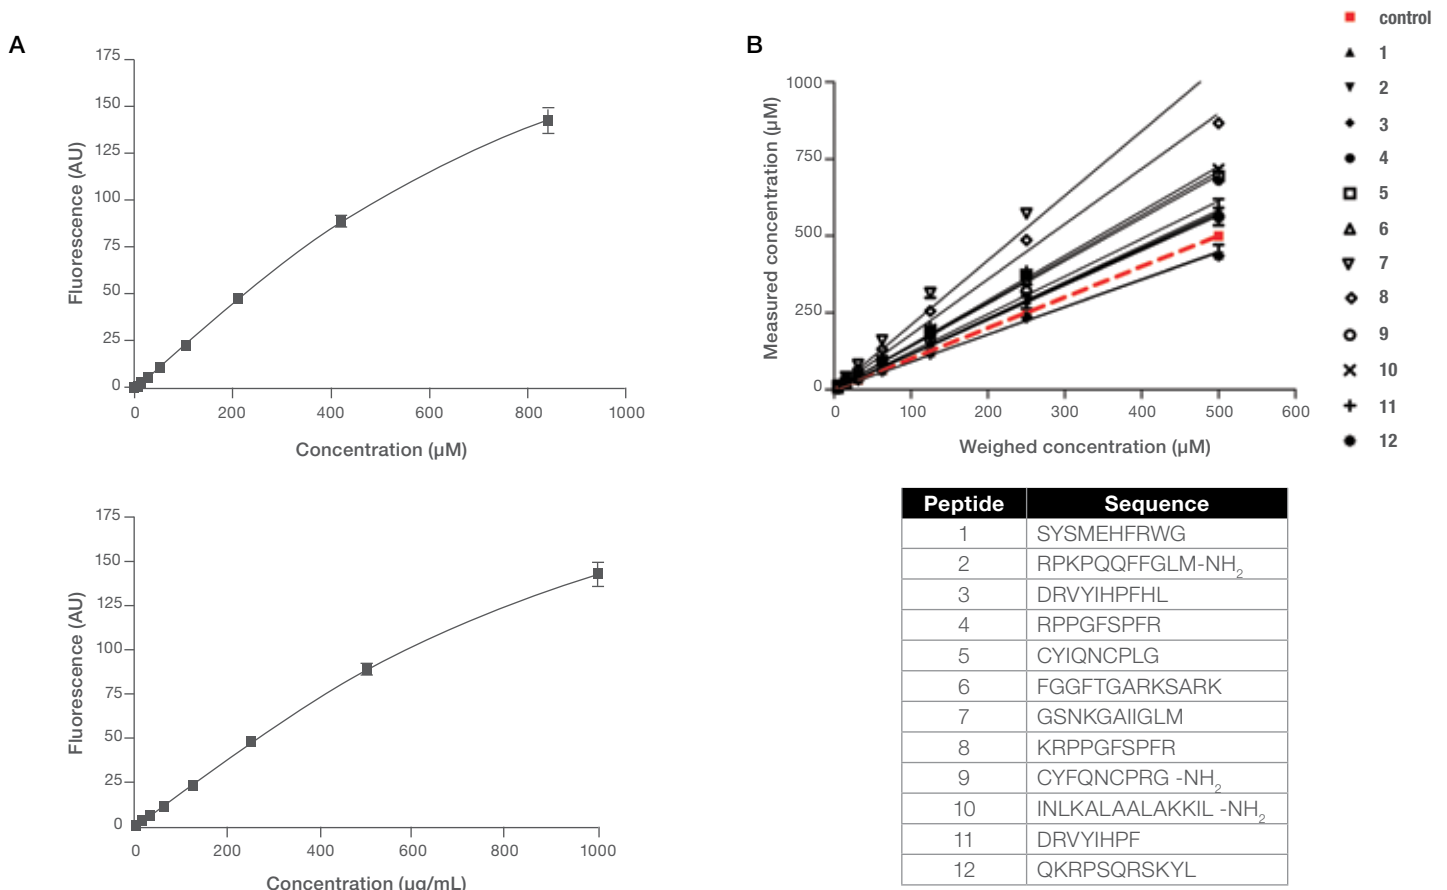 A
175
150
125
100
75
50
25
0
Fluorescence (AU)
0 200 400 600 800 1000
Concentration (µM)
175
150
125
100
75
50
25
0
Fluorescence (AU)
0 200 400 600 800 1000
Concentration (µg/mL)
B
1000
750
500
250
0
Measured concentration (µM)
0 100 200 300 400 500 600
Weighed concentration (µM)
control
1
2
3
4
5
6
7
8
9
10
11
12
Peptide Sequence
1 SYSMEHFRWG
2 RPKPQQFFGLM-NH₂
3 DRVYIHPFHL
4 RPPGFSPFR
5 CYIQNCPLG
6 FGGFTGARKSARK
7 GSNKGAIIGLM
8 KRPPGFSPFR
9 CYFQNCPRG -NH₂
10 INLKALAALAKKIL -NH₂
11 DRVYIHPF
12 QKRPSQRSKYL